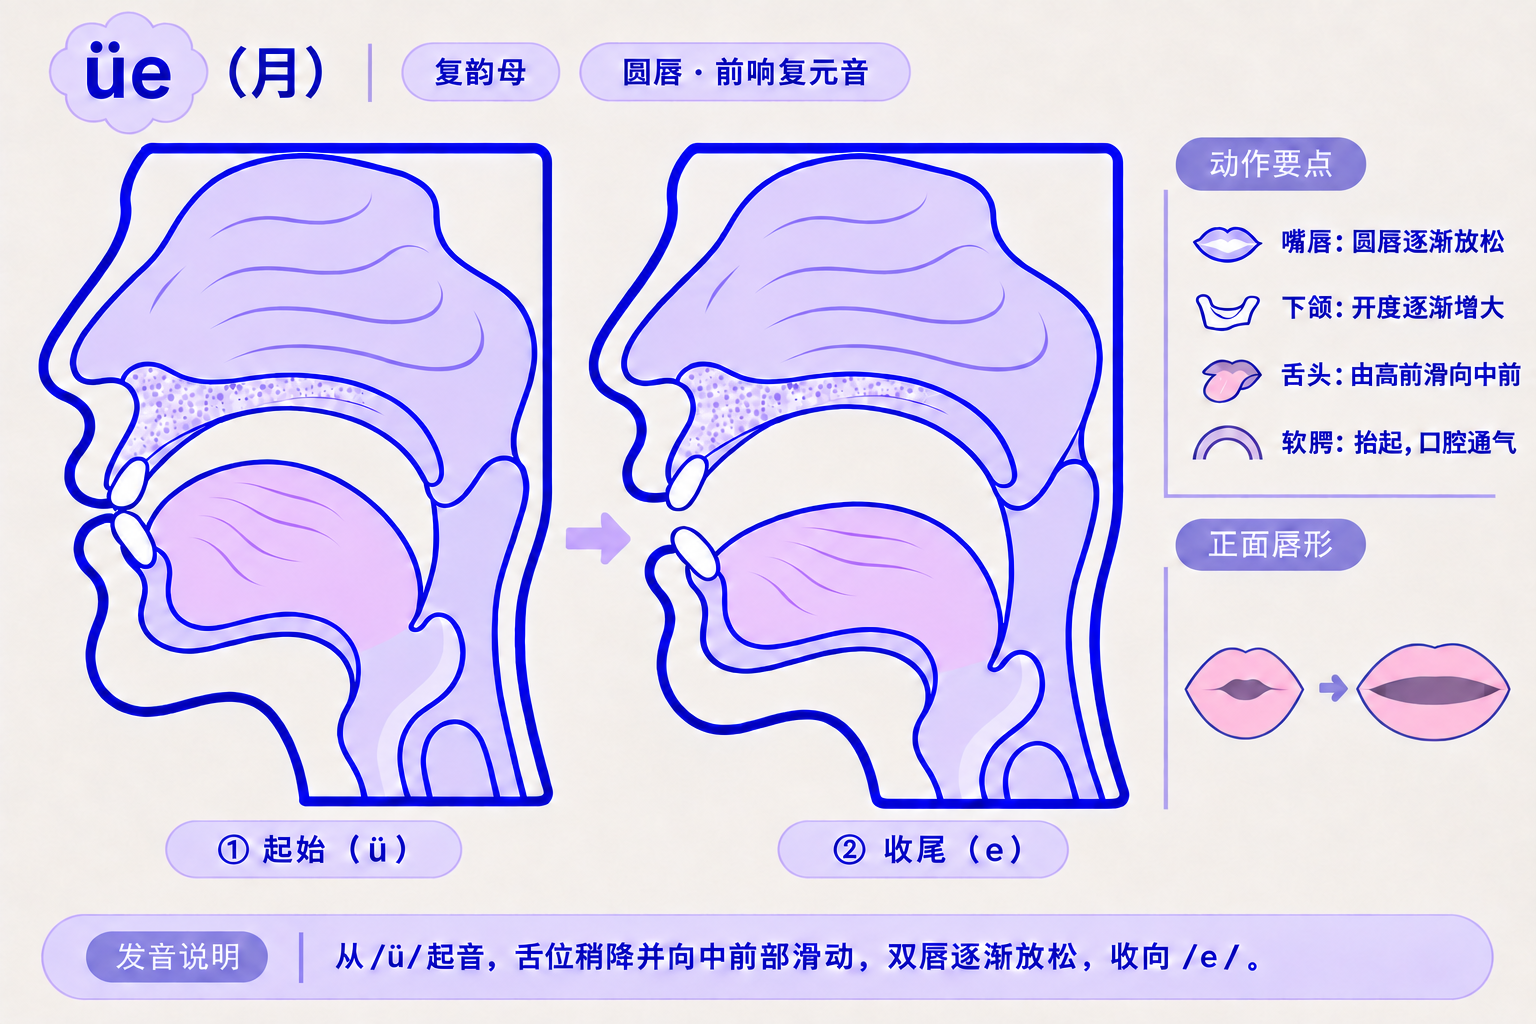 üe（月）
复韵母
圆唇·前响复元音
动作要点
嘴唇：圆唇逐渐放松
下颌：开度逐渐增大
舌头：由高前滑向中前
软腭：抬起，口腔通气
正面唇形
① 起始（ü）
② 收尾（e）
发音说明
从 /ü/ 起音，舌位稍降并向中前部滑动，双唇逐渐放松，收向 /e/。